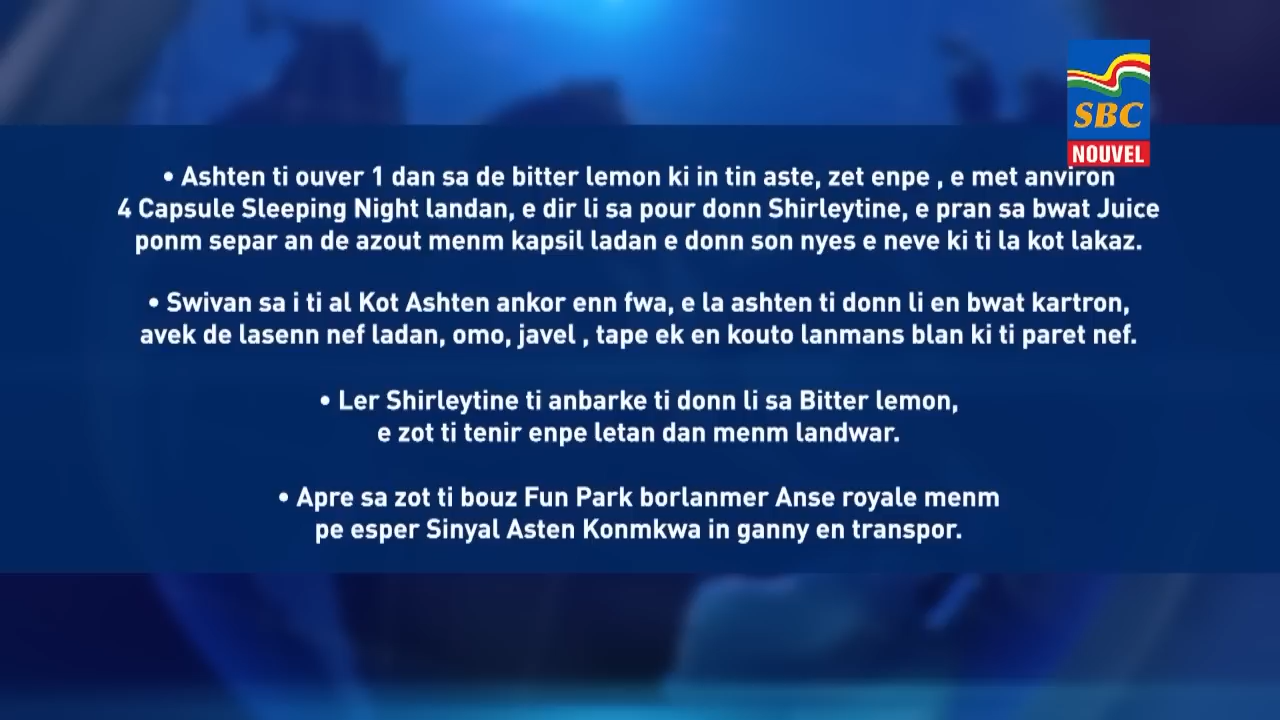 SBC
NOUVEL
• Ashten ti ouver 1 dan sa de bitter lemon ki in tin aste, zet enpe , e met anviron
4 Capsule Sleeping Night landan, e dir li sa pour donn Shirleytine, e pran sa bwat Juice
ponm separ an de azout menm kapsil ladan e donn son nyes e neve ki ti la kot lakaz.
• Swivan sa i ti al Kot Ashten ankor enn fwa, e la ashten ti donn li en bwat kartron,
avek de lasenn nef ladan, omo, javel , tape ek en kouto lanmans blan ki ti paret nef.
• Ler Shirleytine ti anbarke ti donn li sa Bitter lemon,
e zot ti tenir enpe letan dan menm landwar.
• Apre sa zot ti bouz Fun Park borlanmer Anse royale menm
pe esper Sinyal Asten Konmkwa in ganny en transpor.